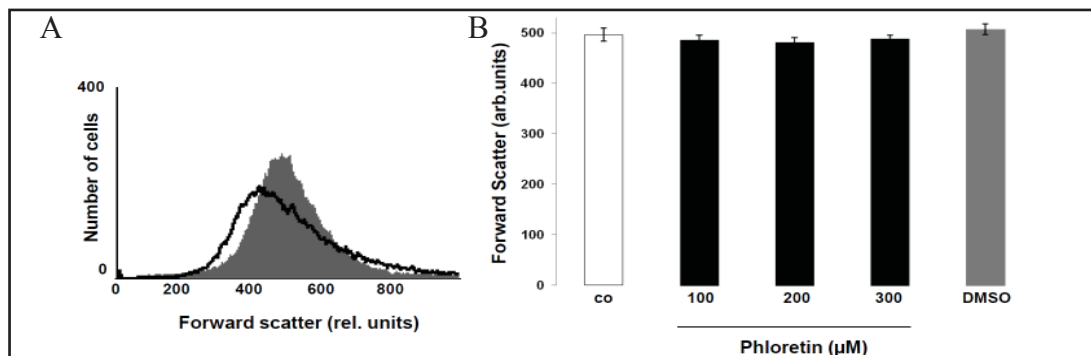 A
400
Number of cells
0
0 200 400 600 800
Forward scatter (rel. units)
B
Forward Scatter (arb.units)
500
400
300
200
100
0
co 100 200 300 DMSO
Phloretin (µM)